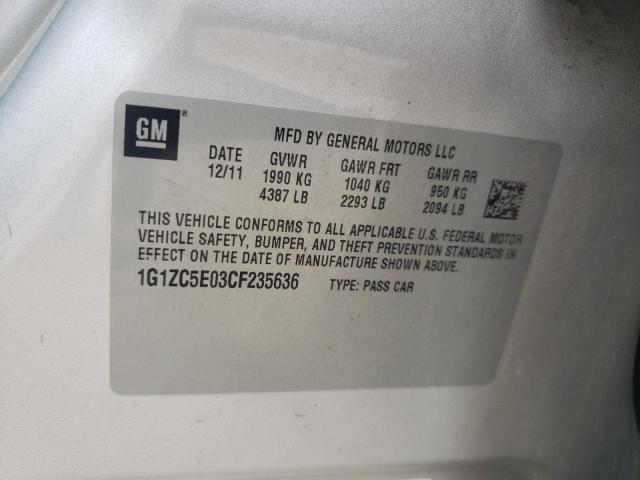 GM
MFD BY GENERAL MOTORS LLC
DATE GVWR GAWR FRT GAWR RR
12/11 1990 KG 1040 KG 950 KG
4387 LB 2293 LB 2094 LB
THIS VEHICLE CONFORMS TO ALL APPLICABLE U.S. FEDERAL MOTOR
VEHICLE SAFETY, BUMPER, AND THEFT PREVENTION STANDARDS IN
EFFECT ON THE DATE OF MANUFACTURE SHOWN ABOVE.
1G1ZC5E03CF235636 TYPE: PASS CAR